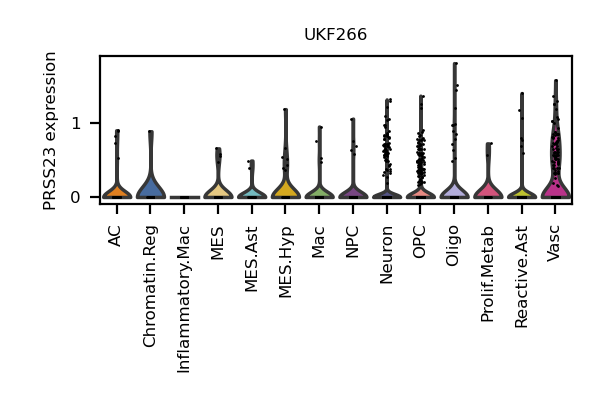 UKF266
PRSS23 expression
1
0
AC
Chromatin.Reg
Inflammatory.Mac
MES
MES.Ast
MES.Hyp
Mac
NPC
Neuron
OPC
Oligo
Prolif.Metab
Reactive.Ast
Vasc